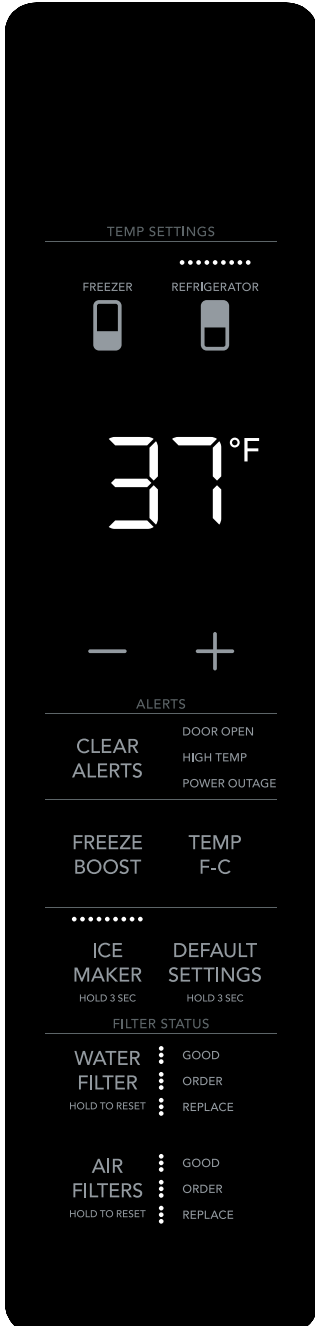 TEMP SETTINGS
FREEZER REFRIGERATOR
37°F
− +
ALERTS
CLEAR
ALERTS
DOOR OPEN
HIGH TEMP
POWER OUTAGE
FREEZE
BOOST
TEMP
F-C
ICE
MAKER
HOLD 3 SEC
DEFAULT
SETTINGS
HOLD 3 SEC
FILTER STATUS
WATER
FILTER
HOLD TO RESET
GOOD
ORDER
REPLACE
AIR
FILTERS
HOLD TO RESET
GOOD
ORDER
REPLACE